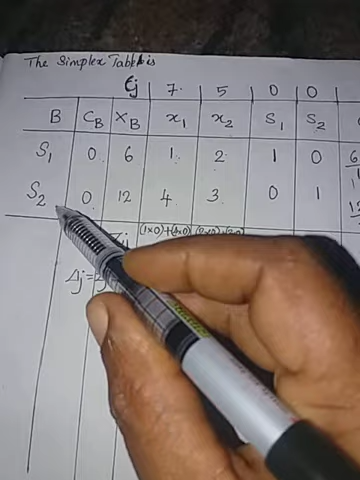 The Simplex Table is
Cj 7 5 0 0
B CB XB x1 x2 S1 S2
S1 0 6 1 2 1 0 6
S2 0 12 4 3 0 1 12
Zj (1×0)+(4×0)
Δj=